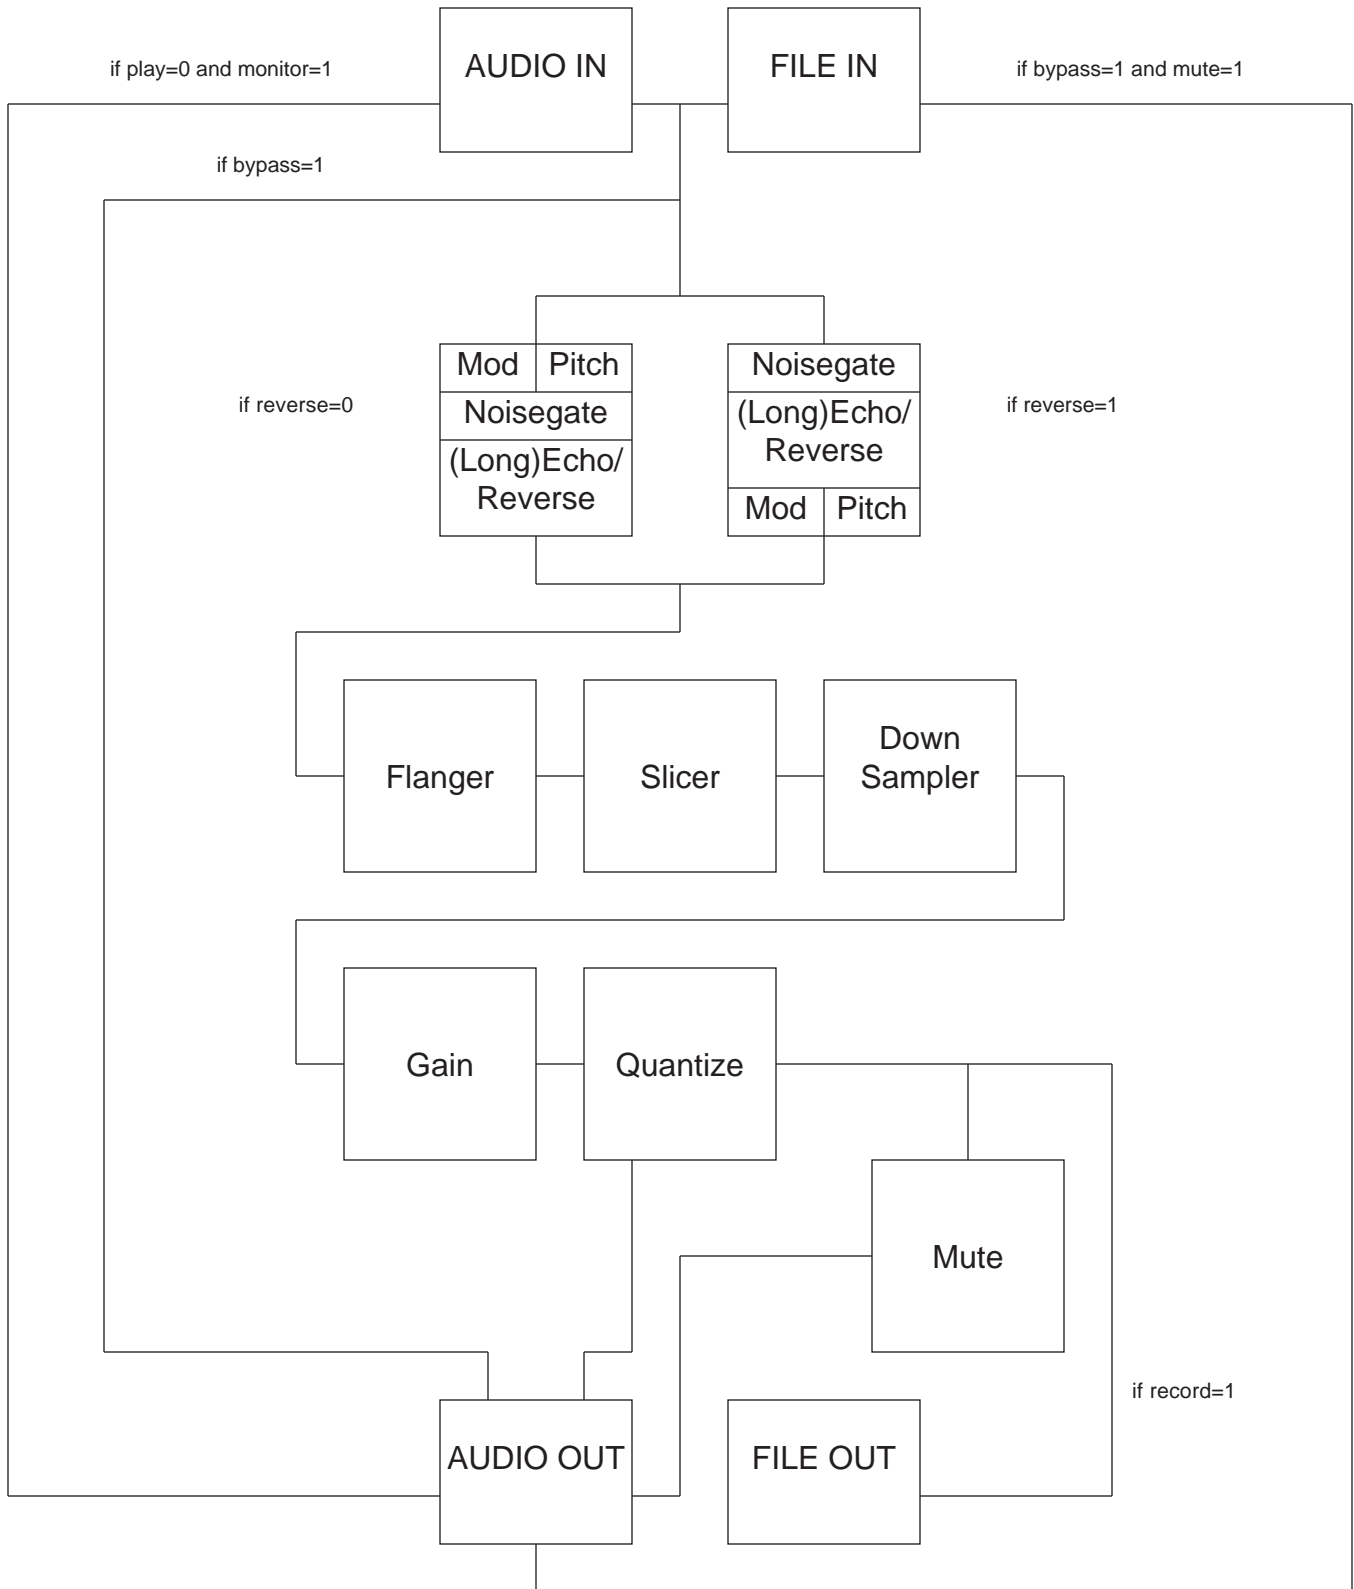 if play=0 and monitor=1
AUDIO IN
FILE IN
if bypass=1 and mute=1
if bypass=1
Mod
Pitch
Noisegate
(Long)Echo/
Reverse
if reverse=0
Noisegate
(Long)Echo/
Reverse
Mod
Pitch
if reverse=1
Flanger
Slicer
Down
Sampler
Gain
Quantize
Mute
if record=1
AUDIO OUT
FILE OUT